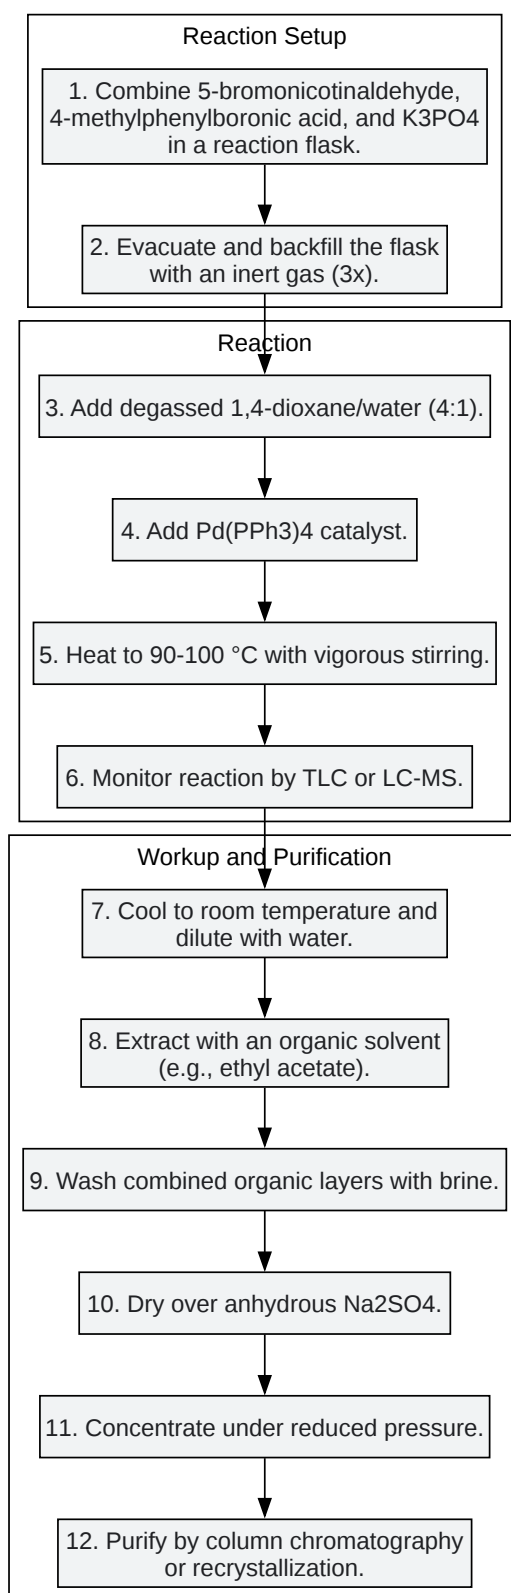 Reaction Setup
1. Combine 5-bromonicotinaldehyde,
4-methylphenylboronic acid, and K3PO4
in a reaction flask.
2. Evacuate and backfill the flask
with an inert gas (3x).
Reaction
3. Add degassed 1,4-dioxane/water (4:1).
4. Add Pd(PPh3)4 catalyst.
5. Heat to 90-100 °C with vigorous stirring.
6. Monitor reaction by TLC or LC-MS.
Workup and Purification
7. Cool to room temperature and
dilute with water.
8. Extract with an organic solvent
(e.g., ethyl acetate).
9. Wash combined organic layers with brine.
10. Dry over anhydrous Na2SO4.
11. Concentrate under reduced pressure.
12. Purify by column chromatography
or recrystallization.